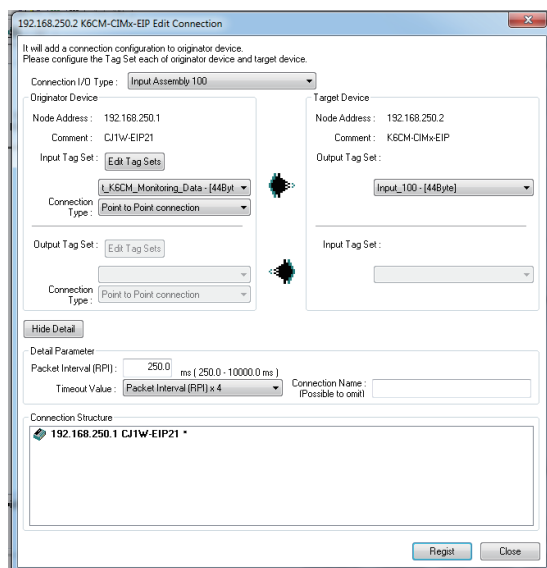 192.168.250.2 K6CM-CIMx-EIP Edit Connection
It will add a connection configuration to originator device.
Please configure the Tag Set each of originator device and target device.
Connection I/O Type : Input Assembly 100
Originator Device
Node Address : 192.168.250.1
Comment : CJ1W-EIP21
Input Tag Set : Edit Tag Sets
t_K6CM_Monitoring_Data - [44Byt
Connection Type : Point to Point connection
Output Tag Set : Edit Tag Sets
Connection Type : Point to Point connection
Target Device
Node Address : 192.168.250.2
Comment : K6CM-CIMx-EIP
Output Tag Set :
Input_100 - [44Byte]
Input Tag Set :
Hide Detail
Detail Parameter
Packet Interval (RPI) : 250.0 ms ( 250.0 - 10000.0 ms )
Timeout Value : Packet Interval (RPI) x 4
Connection Name :
(Possible to omit)
Connection Structure
192.168.250.1 CJ1W-EIP21 *
Regist Close